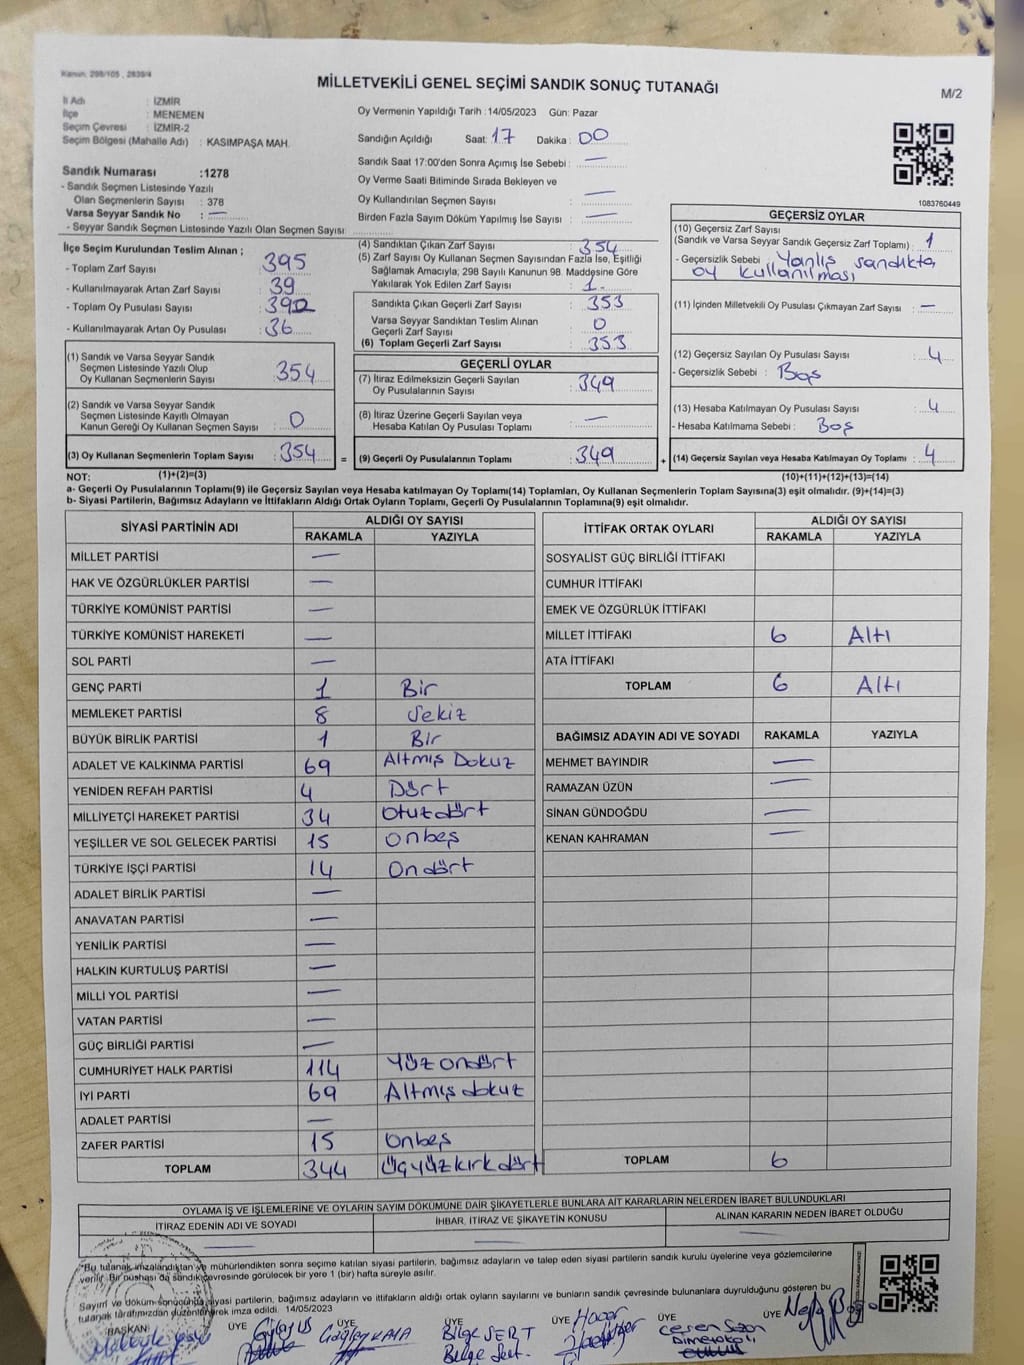 Kanun, 298/105 , 2839/4
MİLLETVEKİLİ GENEL SEÇİMİ SANDIK SONUÇ TUTANAĞI
M/2
İl Adı : İZMİR
İlçe : MENEMEN
Seçim Çevresi : İZMİR-2
Seçim Bölgesi (Mahalle Adı) : KASIMPAŞA MAH.
Oy Vermenin Yapıldığı Tarih :14/05/2023 Gün: Pazar
Sandığın Açıldığı Saat: 17 Dakika : 00
Sandık Saat 17:00'den Sonra Açımış İse Sebebi : —
Oy Verme Saati Bitiminde Sırada Bekleyen ve
Oy Kullandırılan Seçmen Sayısı : —
Birden Fazla Sayım Döküm Yapılmış İse Sayısı : —
Sandık Numarası :1278
- Sandık Seçmen Listesinde Yazılı
Olan Seçmenlerin Sayısı : 378
Varsa Seyyar Sandık No : —
- Seyyar Sandık Seçmen Listesinde Yazılı Olan Seçmen Sayısı:
1083760449
İlçe Seçim Kurulundan Teslim Alınan ;
- Toplam Zarf Sayısı : 395
- Kullanılmayarak Artan Zarf Sayısı : 39
- Toplam Oy Pusulası Sayısı : 390
- Kullanılmayarak Artan Oy Pusulası : 36
(1) Sandık ve Varsa Seyyar Sandık
Seçmen Listesinde Yazılı Olup
Oy Kullanan Seçmenlerin Sayısı : 354
(2) Sandık ve Varsa Seyyar Sandık
Seçmen Listesinde Kayıtlı Olmayan
Kanun Gereği Oy Kullanan Seçmen Sayısı : 0
(3) Oy Kullanan Seçmenlerin Toplam Sayısı : 354 =
(4) Sandıktan Çıkan Zarf Sayısı : 354
(5) Zarf Sayısı Oy Kullanan Seçmen Sayısından Fazla İse, Eşitliği
Sağlamak Amacıyla; 298 Sayılı Kanunun 98. Maddesine Göre
Yakılarak Yok Edilen Zarf Sayısı : 1.
Sandıkta Çıkan Geçerli Zarf Sayısı : 353
Varsa Seyyar Sandıktan Teslim Alınan
Geçerli Zarf Sayısı : 0
(6) Toplam Geçerli Zarf Sayısı : 353
GEÇERLİ OYLAR
(7) İtiraz Edilmeksizin Geçerli Sayılan
Oy Pusulalarının Sayısı : 349
(8) İtiraz Üzerine Geçerli Sayılan veya
Hesaba Katılan Oy Pusulası Toplamı : —
(9) Geçerli Oy Pusulalarının Toplamı : 349 +
GEÇERSİZ OYLAR
(10) Geçersiz Zarf Sayısı
(Sandık ve Varsa Seyyar Sandık Geçersiz Zarf Toplamı) : 1
- Geçersizlik Sebebi : Yanlış sandıkta
oy kullanılması
(11) İçinden Milletvekili Oy Pusulası Çıkmayan Zarf Sayısı : —
(12) Geçersiz Sayılan Oy Pusulası Sayısı : 4
- Geçersizlik Sebebi : Boş
(13) Hesaba Katılmayan Oy Pusulası Sayısı : 4
- Hesaba Katılmama Sebebi : Boş
(14) Geçersiz Sayılan veya Hesaba Katılmayan Oy Toplamı : 4
NOT: (1)+(2)=(3)
(10)+(11)+(12)+(13)=(14)
a- Geçerli Oy Pusulalarının Toplamı(9) ile Geçersiz Sayılan veya Hesaba katılmayan Oy Toplamı(14) Toplamları, Oy Kullanan Seçmenlerin Toplam Sayısına(3) eşit olmalıdır. (9)+(14)=(3)
b- Siyasi Partilerin, Bağımsız Adayların ve İttifakların Aldığı Ortak Oyların Toplamı, Geçerli Oy Pusulalarının Toplamına(9) eşit olmalıdır.
SİYASİ PARTİNİN ADI ALDIĞI OY SAYISI
RAKAMLA YAZIYLA
MİLLET PARTİSİ —
HAK VE ÖZGÜRLÜKLER PARTİSİ —
TÜRKİYE KOMÜNİST PARTİSİ —
TÜRKİYE KOMÜNİST HAREKETİ —
SOL PARTİ —
GENÇ PARTİ 1 Bir
MEMLEKET PARTİSİ 8 Sekiz
BÜYÜK BİRLİK PARTİSİ 1 Bir
ADALET VE KALKINMA PARTİSİ 69 Altmış Dokuz
YENİDEN REFAH PARTİSİ 4 Dört
MİLLİYETÇİ HAREKET PARTİSİ 34 Otuzdört
YEŞİLLER VE SOL GELECEK PARTİSİ 15 onbeş
TÜRKİYE İŞÇİ PARTİSİ 14 Ondört
ADALET BİRLİK PARTİSİ —
ANAVATAN PARTİSİ —
YENİLİK PARTİSİ —
HALKIN KURTULUŞ PARTİSİ —
MİLLİ YOL PARTİSİ —
VATAN PARTİSİ —
GÜÇ BİRLİĞİ PARTİSİ —
CUMHURİYET HALK PARTİSİ 114 Yüz ondört
İYİ PARTİ 69 Altmış dokuz
ADALET PARTİSİ —
ZAFER PARTİSİ 15 Onbeş
TOPLAM 344 Üçyüzkırkdört
İTTİFAK ORTAK OYLARI ALDIĞI OY SAYISI
RAKAMLA YAZIYLA
SOSYALİST GÜÇ BİRLİĞİ İTTİFAKI
CUMHUR İTTİFAKI
EMEK VE ÖZGÜRLÜK İTTİFAKI
MİLLET İTTİFAKI 6 Altı
ATA İTTİFAKI
TOPLAM 6 Altı
BAĞIMSIZ ADAYIN ADI VE SOYADI RAKAMLA YAZIYLA
MEHMET BAYINDIR —
RAMAZAN ÜZÜN —
SİNAN GÜNDOĞDU —
KENAN KAHRAMAN —
TOPLAM 6
OYLAMA İŞ VE İŞLEMLERİNE VE OYLARIN SAYIM DÖKÜMÜNE DAİR ŞİKAYETLERLE BUNLARA AİT KARARLARIN NELERDEN İBARET BULUNDUKLARI
İTİRAZ EDENİN ADI VE SOYADI İHBAR, İTİRAZ VE ŞİKAYETİN KONUSU ALINAN KARARIN NEDEN İBARET OLDUĞU
— — —
*Bu tutanak imzalandıktan ve mühürlendikten sonra seçime katılan siyasi partilerin, bağımsız adayların ve talep eden siyasi partilerin sandık kurulu üyelerine veya gözlemcilerine
verilir. Bir nüshası da sandık çevresinde görülecek bir yere 1 (bir) hafta süreyle asılır.
Sayım ve döküm sonucunda siyasi partilerin, bağımsız adayların ve ittifakların aldığı ortak oyların sayılarını ve bunların sandık çevresinde bulunanlara duyrulduğunu gösteren bu
tutanak tarafımızdan düzenlenerek imza edildi. 14/05/2023
BAŞKAN ÜYE ÜYE ÜYE ÜYE ÜYE
Bilge SERT
Bilge Sert.